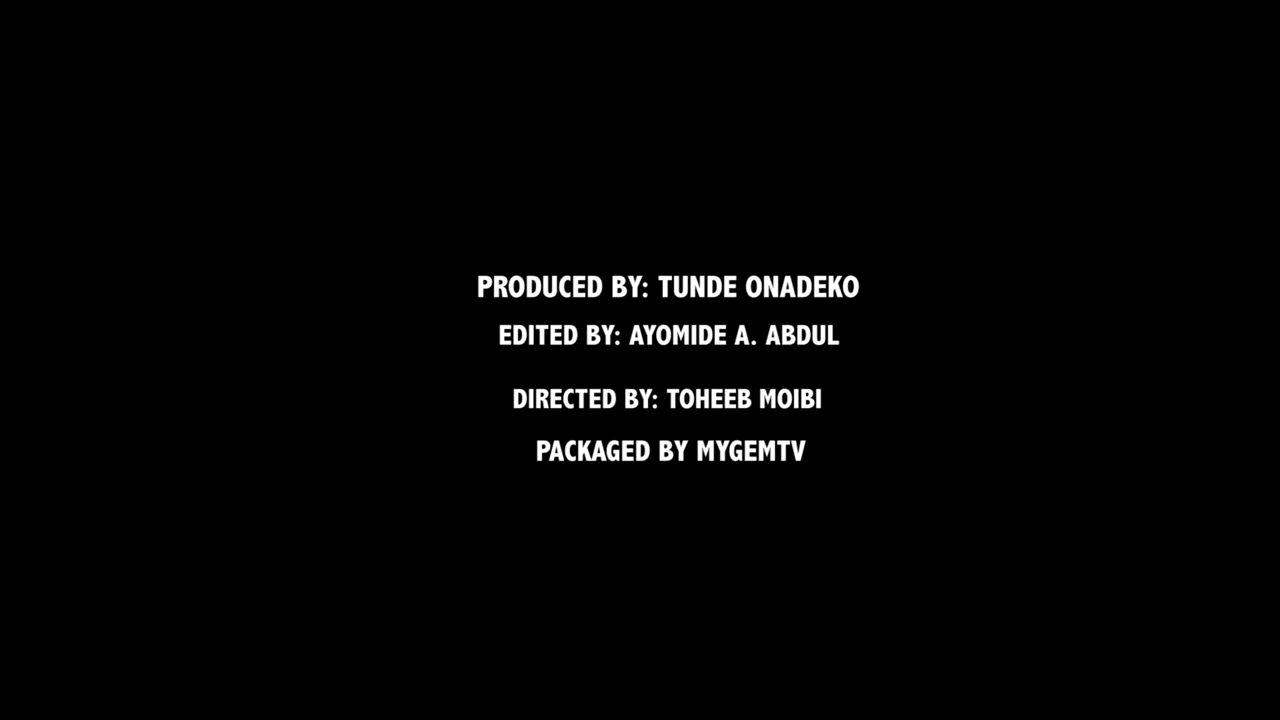 PRODUCED BY: TUNDE ONADEKO
EDITED BY: AYOMIDE A. ABDUL
DIRECTED BY: TOHEEB MOIBI
PACKAGED BY MYGEMTV